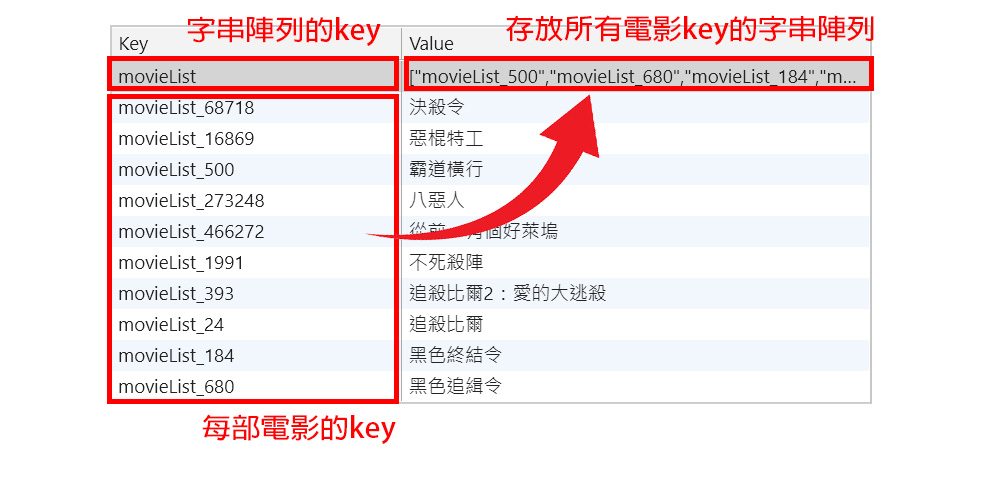 字串陣列的key
存放所有電影key的字串陣列
Key Value
movieList ["movieList_500","movieList_680","movieList_184","m...
movieList_68718 決殺令
movieList_16869 惡棍特工
movieList_500 霸道橫行
movieList_273248 八惡人
movieList_466272 從前 個好萊塢
movieList_1991 不死殺陣
movieList_393 追殺比爾2：愛的大逃殺
movieList_24 追殺比爾
movieList_184 黑色終結令
movieList_680 黑色追緝令
每部電影的key